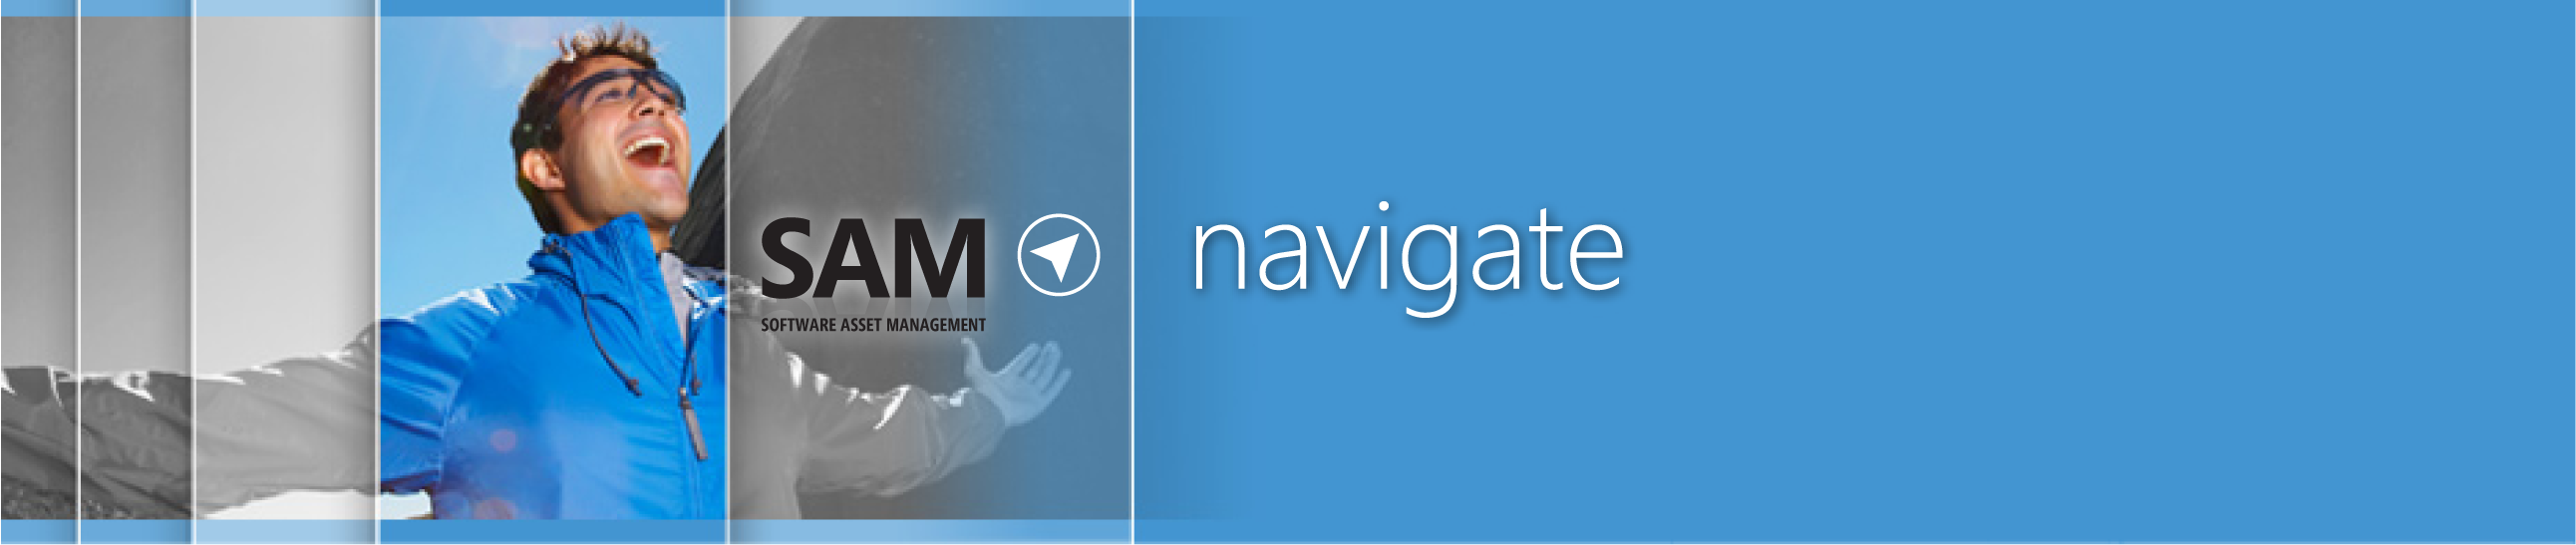 SAM
SOFTWARE ASSET MANAGEMENT
navigate